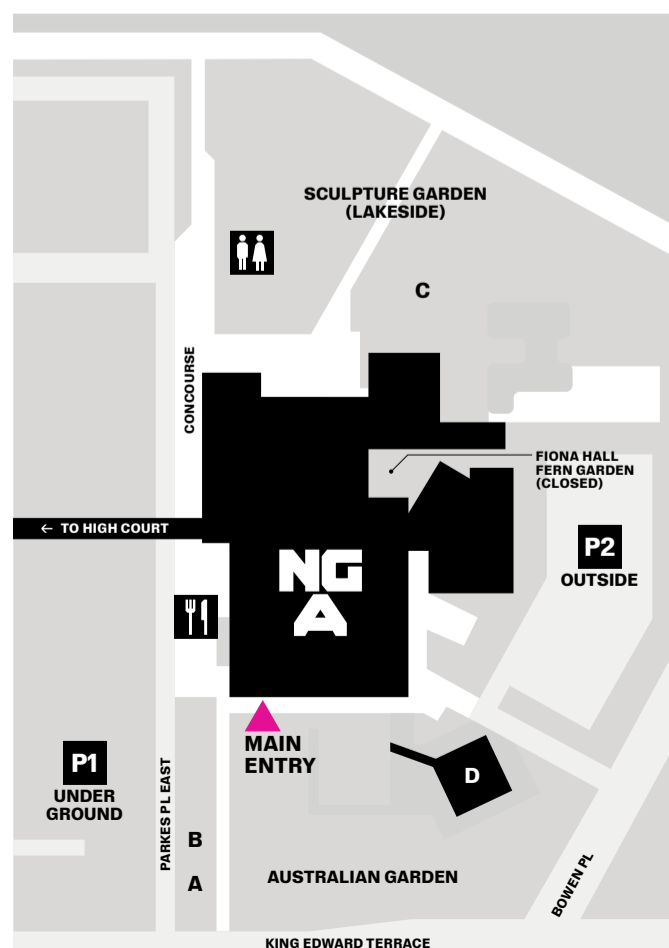 SCULPTURE GARDEN
(LAKESIDE)
C
CONCOURSE
FIONA HALL
FERN GARDEN
(CLOSED)
← TO HIGH COURT
P2
OUTSIDE
NG
A
MAIN
ENTRY
P1
UNDER
GROUND
D
PARKES PL EAST
B
A
AUSTRALIAN GARDEN
BOWEN PL
KING EDWARD TERRACE